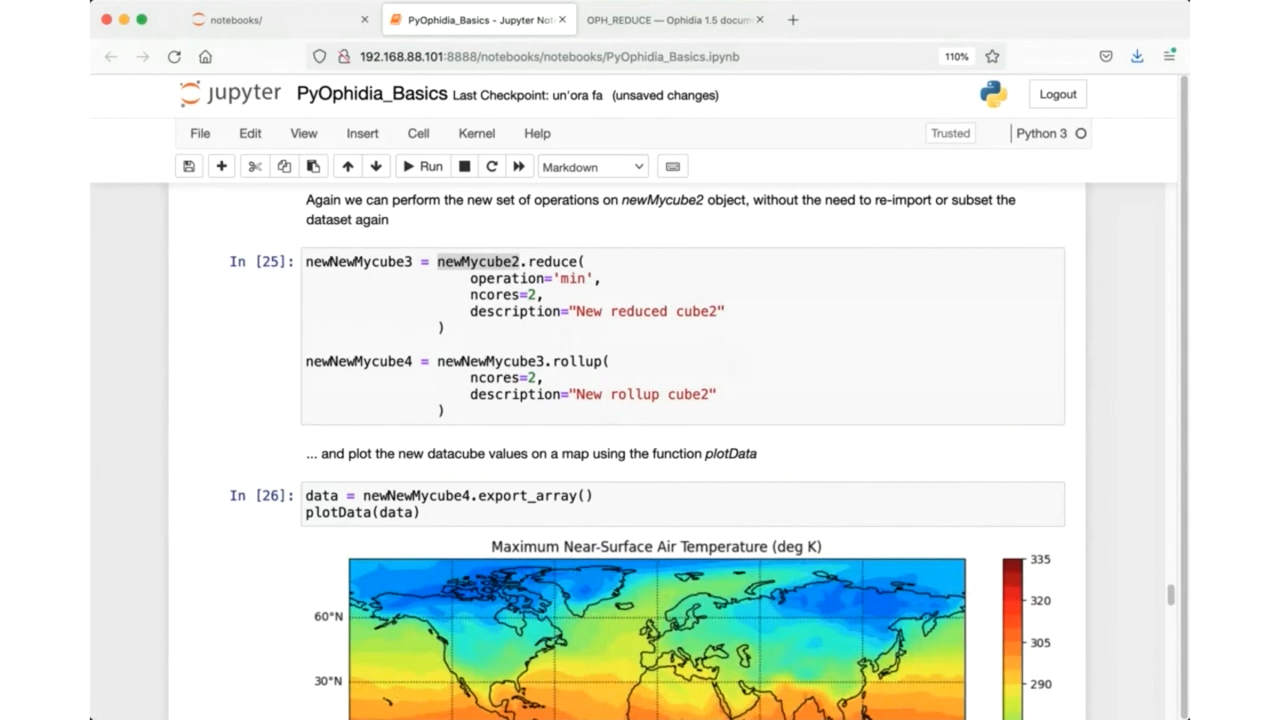 notebooks/
PyOphidia_Basics - Jupyter Not
OPH_REDUCE — Ophidia 1.5 docum
192.168.88.101:8888/notebooks/notebooks/PyOphidia_Basics.ipynb
110%
jupyter PyOphidia_Basics Last Checkpoint: un'ora fa (unsaved changes)
Logout
File Edit View Insert Cell Kernel Help
Trusted
Python 3
Run
Markdown
Again we can perform the new set of operations on newMycube2 object, without the need to re-import or subset the
dataset again
In [25]: newNewMycube3 = newMycube2.reduce(
operation='min',
ncores=2,
description="New reduced cube2"
)
newNewMycube4 = newNewMycube3.rollup(
ncores=2,
description="New rollup cube2"
)
... and plot the new datacube values on a map using the function plotData
In [26]: data = newNewMycube4.export_array()
plotData(data)
Maximum Near-Surface Air Temperature (deg K)
335
320
60°N
305
30°N
290